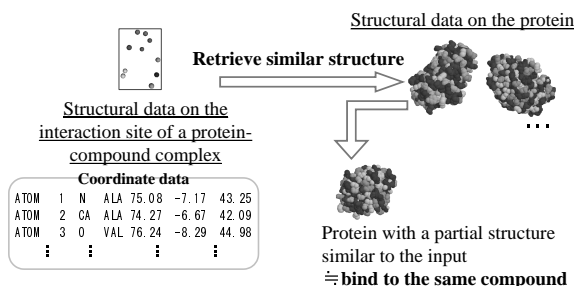 Structural data on the protein
Retrieve similar structure
Structural data on the
interaction site of a protein-
compound complex
Coordinate data
ATOM 1 N ALA 75.08 -7.17 43.25
ATOM 2 CA ALA 74.27 -6.67 42.09
ATOM 3 O VAL 76.24 -8.29 44.98
⋮ ⋮ ⋮ ⋮
...
Protein with a partial structure
similar to the input
≒bind to the same compound